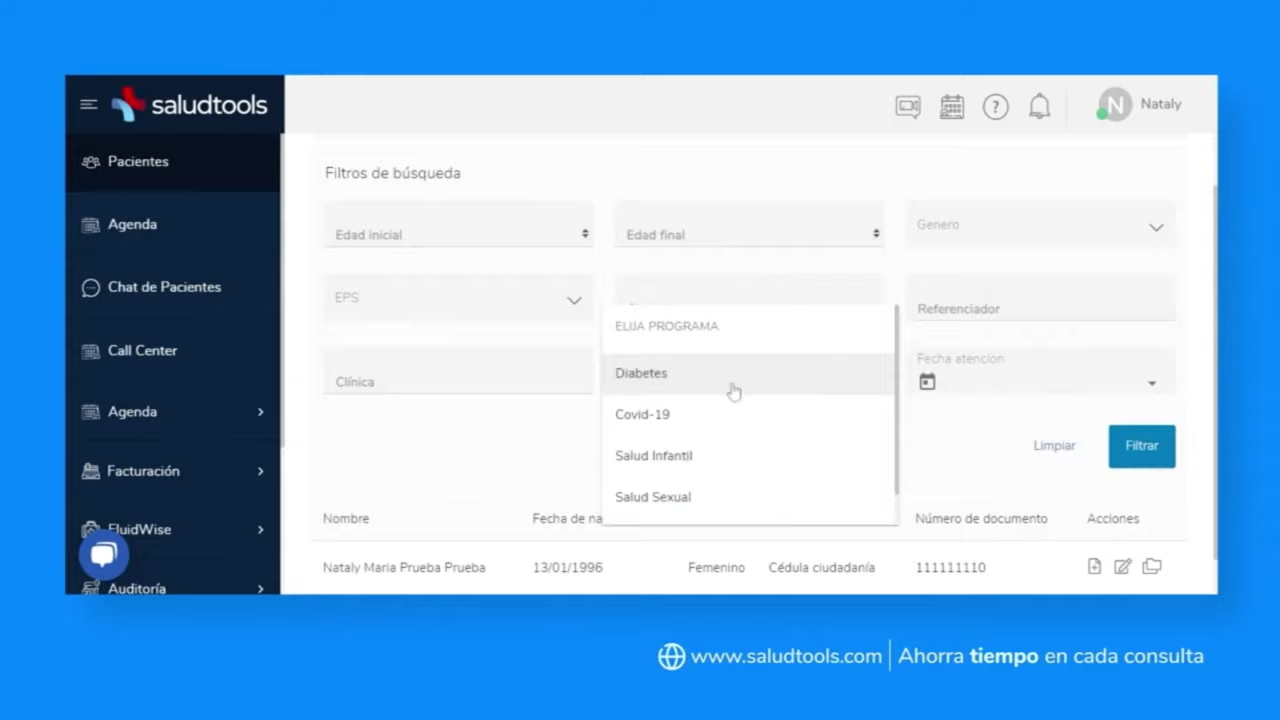 saludtools
N
Nataly
Pacientes
Agenda
Chat de Pacientes
Call Center
Agenda
Facturación
FluidWise
Auditoría
Filtros de búsqueda
Edad inicial
Edad final
Genero
EPS
Referenciador
ELIJA PROGRAMA
Diabetes
Covid-19
Salud Infantil
Salud Sexual
Clínica
Fecha atencion
Limpiar
Filtrar
Nombre
Fecha de na
Número de documento
Acciones
Nataly Maria Prueba Prueba
13/01/1996
Femenino
Cédula ciudadanía
111111110
www.saludtools.com
Ahorra tiempo en cada consulta